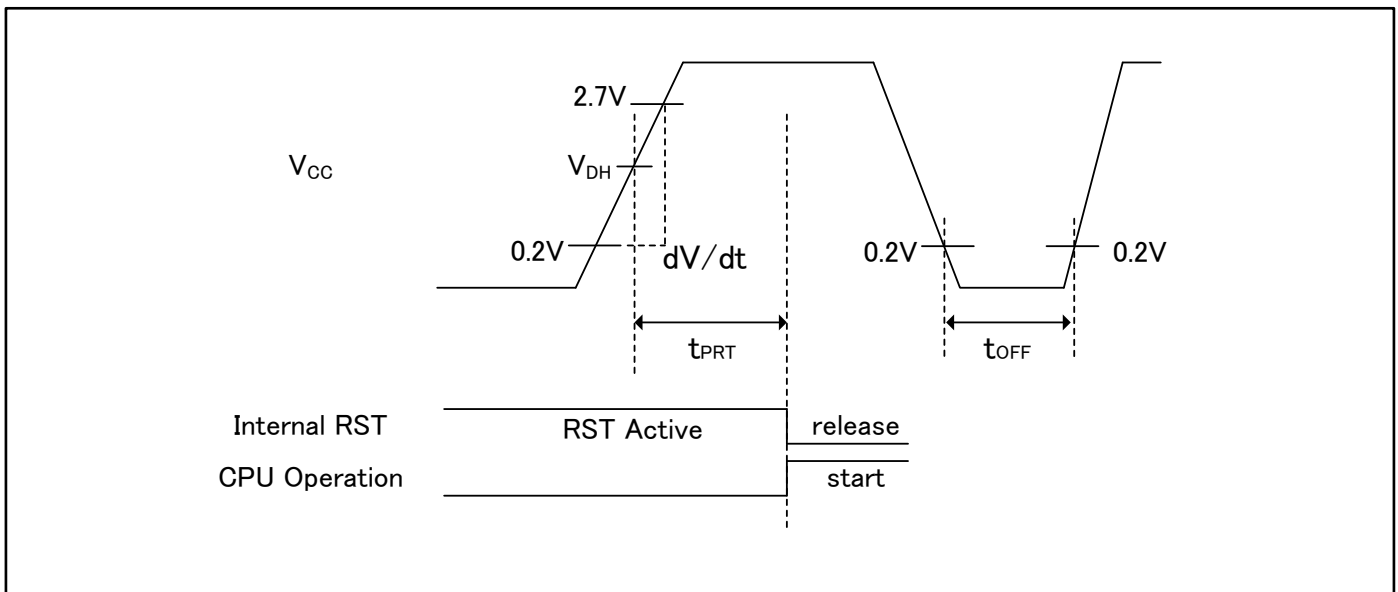 2.7V
VCC
VDH
0.2V
dV/dt
0.2V
0.2V
tPRT
tOFF
Internal RST
RST Active
release
CPU Operation
start